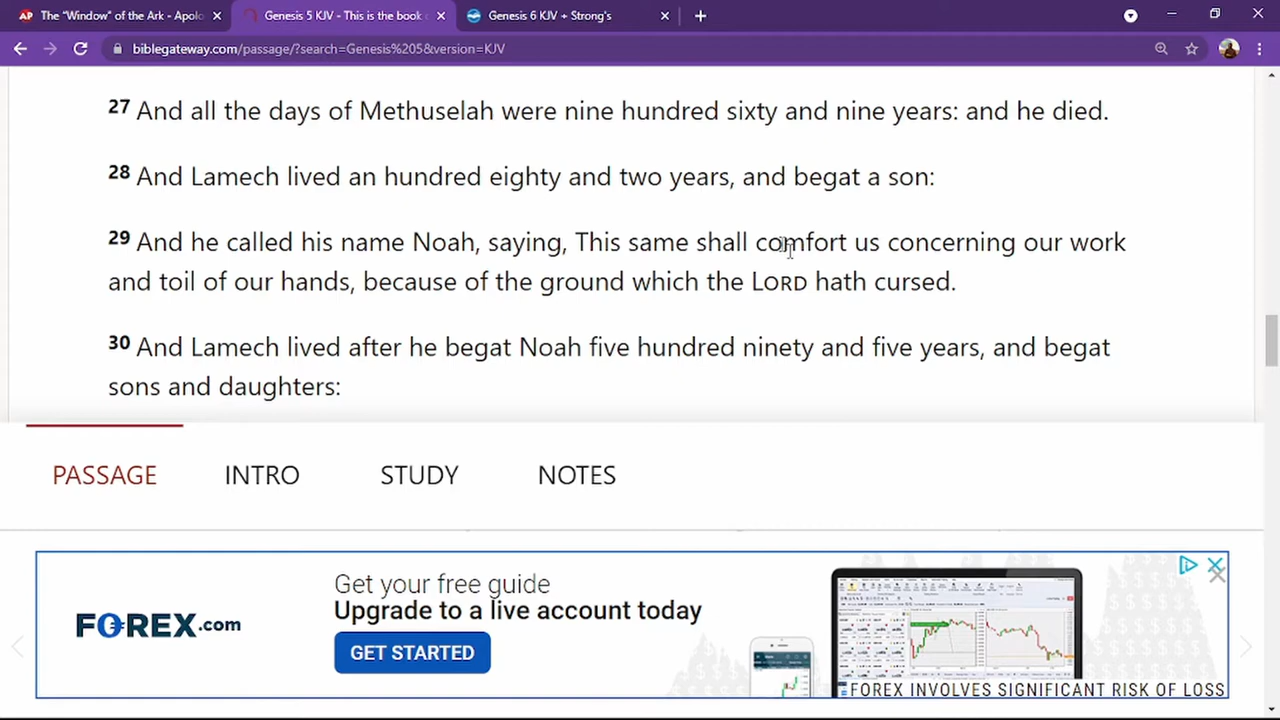 The “Window” of the Ark - Apolo
Genesis 5 KJV - This is the book
Genesis 6 KJV + Strong's
biblegateway.com/passage/?search=Genesis%205&version=KJV
27 And all the days of Methuselah were nine hundred sixty and nine years: and he died.
28 And Lamech lived an hundred eighty and two years, and begat a son:
29 And he called his name Noah, saying, This same shall comfort us concerning our work
and toil of our hands, because of the ground which the LORD hath cursed.
30 And Lamech lived after he begat Noah five hundred ninety and five years, and begat
sons and daughters:
PASSAGE INTRO STUDY NOTES
Get your free guide
Upgrade to a live account today
FOREX.com
GET STARTED
FOREX INVOLVES SIGNIFICANT RISK OF LOSS